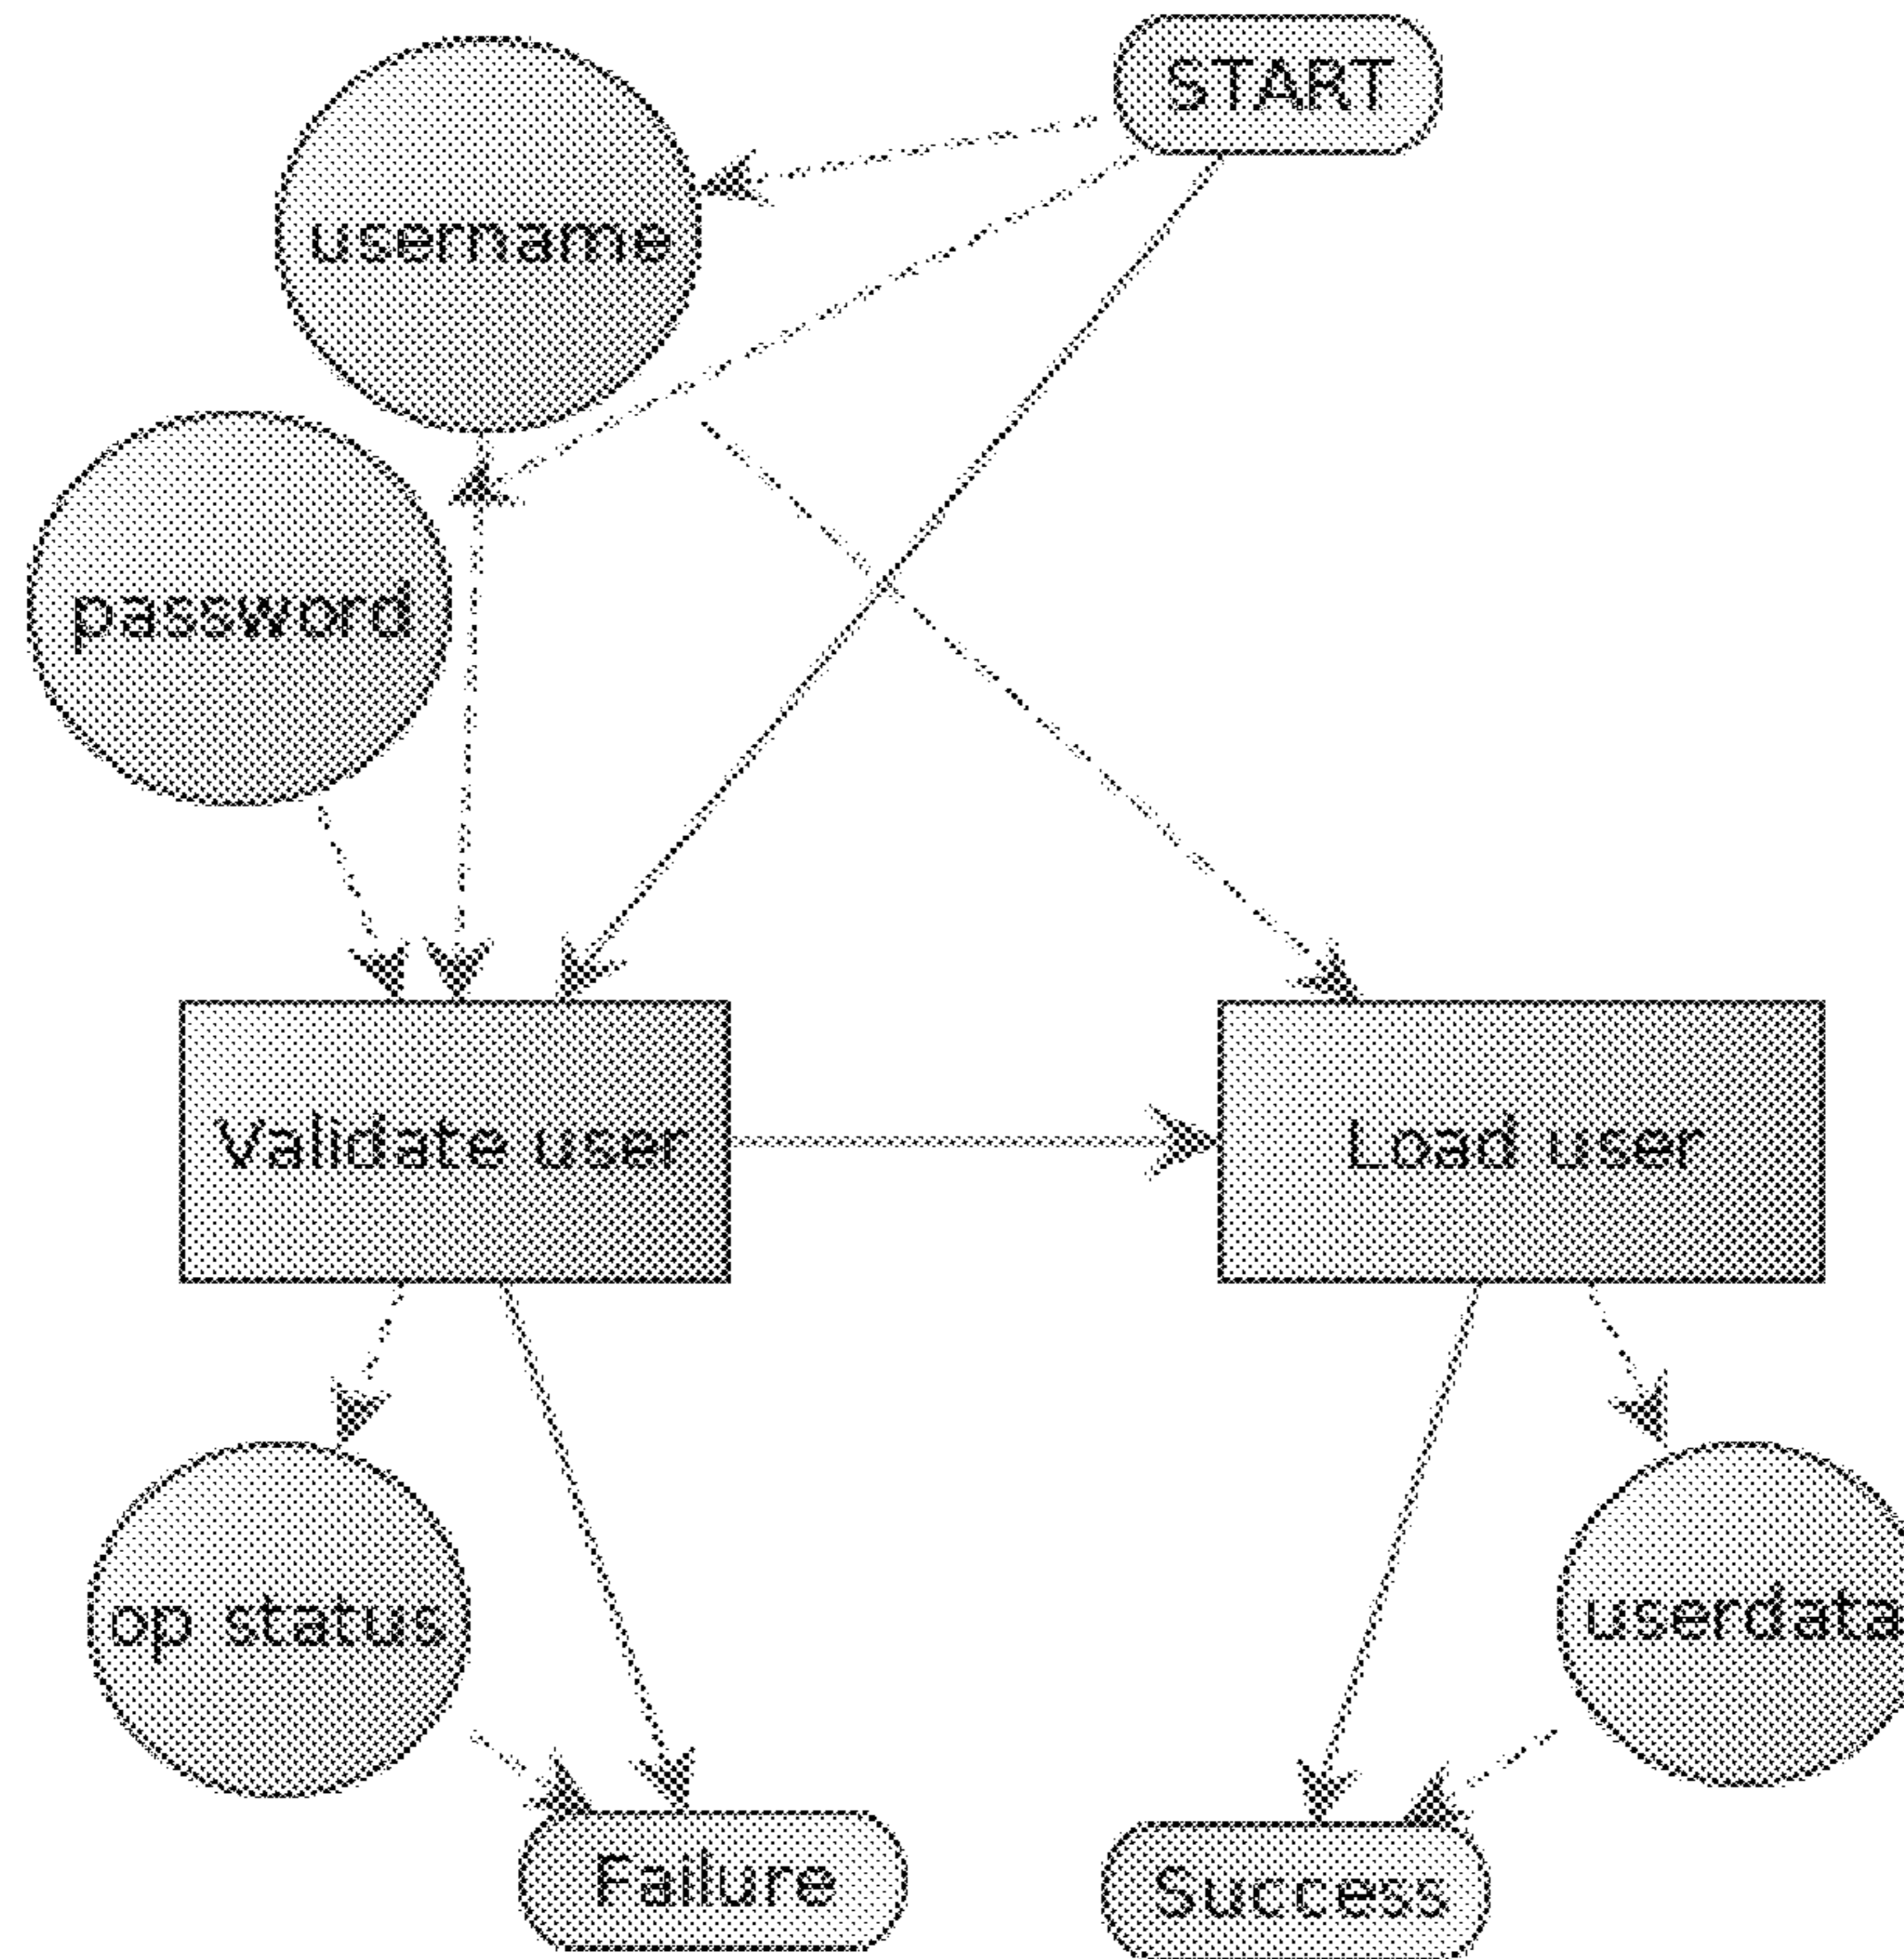 START
username
password
Validate user
Load user
op status
userdata
Failure
Success